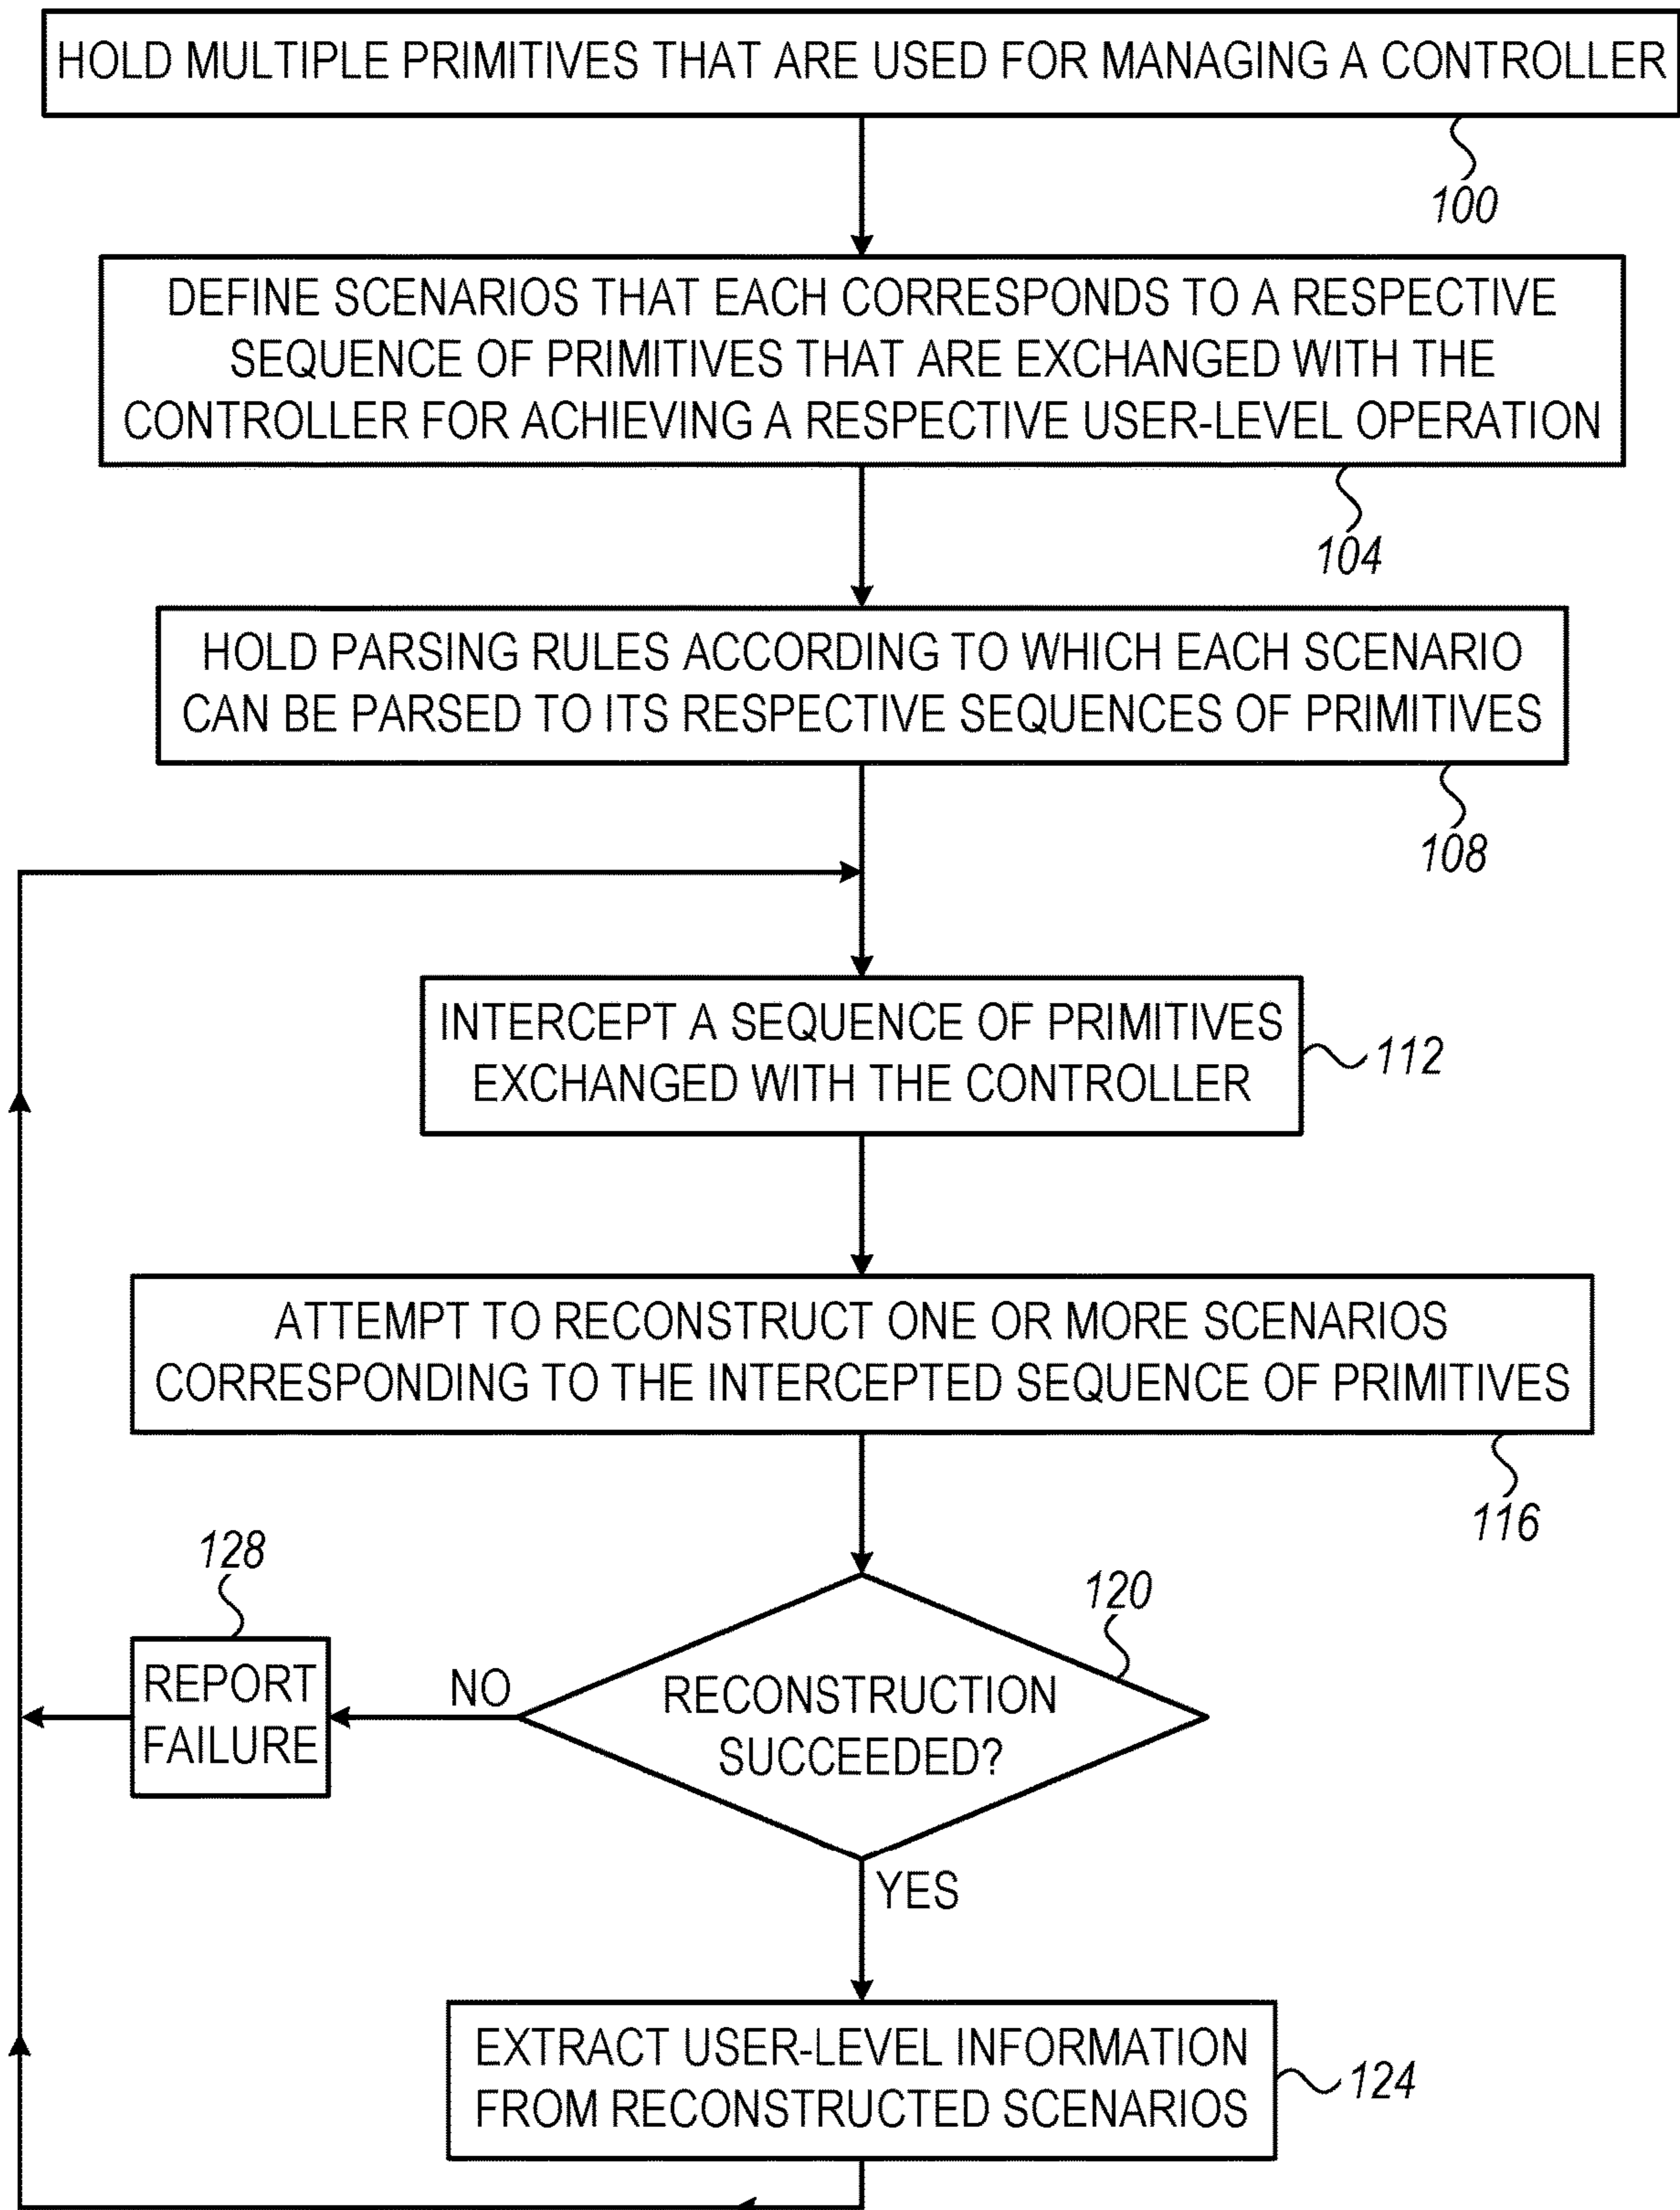 HOLD MULTIPLE PRIMITIVES THAT ARE USED FOR MANAGING A CONTROLLER
100
DEFINE SCENARIOS THAT EACH CORRESPONDS TO A RESPECTIVE
SEQUENCE OF PRIMITIVES THAT ARE EXCHANGED WITH THE
CONTROLLER FOR ACHIEVING A RESPECTIVE USER-LEVEL OPERATION
104
HOLD PARSING RULES ACCORDING TO WHICH EACH SCENARIO
CAN BE PARSED TO ITS RESPECTIVE SEQUENCES OF PRIMITIVES
108
INTERCEPT A SEQUENCE OF PRIMITIVES
EXCHANGED WITH THE CONTROLLER
112
ATTEMPT TO RECONSTRUCT ONE OR MORE SCENARIOS
CORRESPONDING TO THE INTERCEPTED SEQUENCE OF PRIMITIVES
116
128
REPORT
FAILURE
NO
120
RECONSTRUCTION
SUCCEEDED?
YES
EXTRACT USER-LEVEL INFORMATION
FROM RECONSTRUCTED SCENARIOS
124